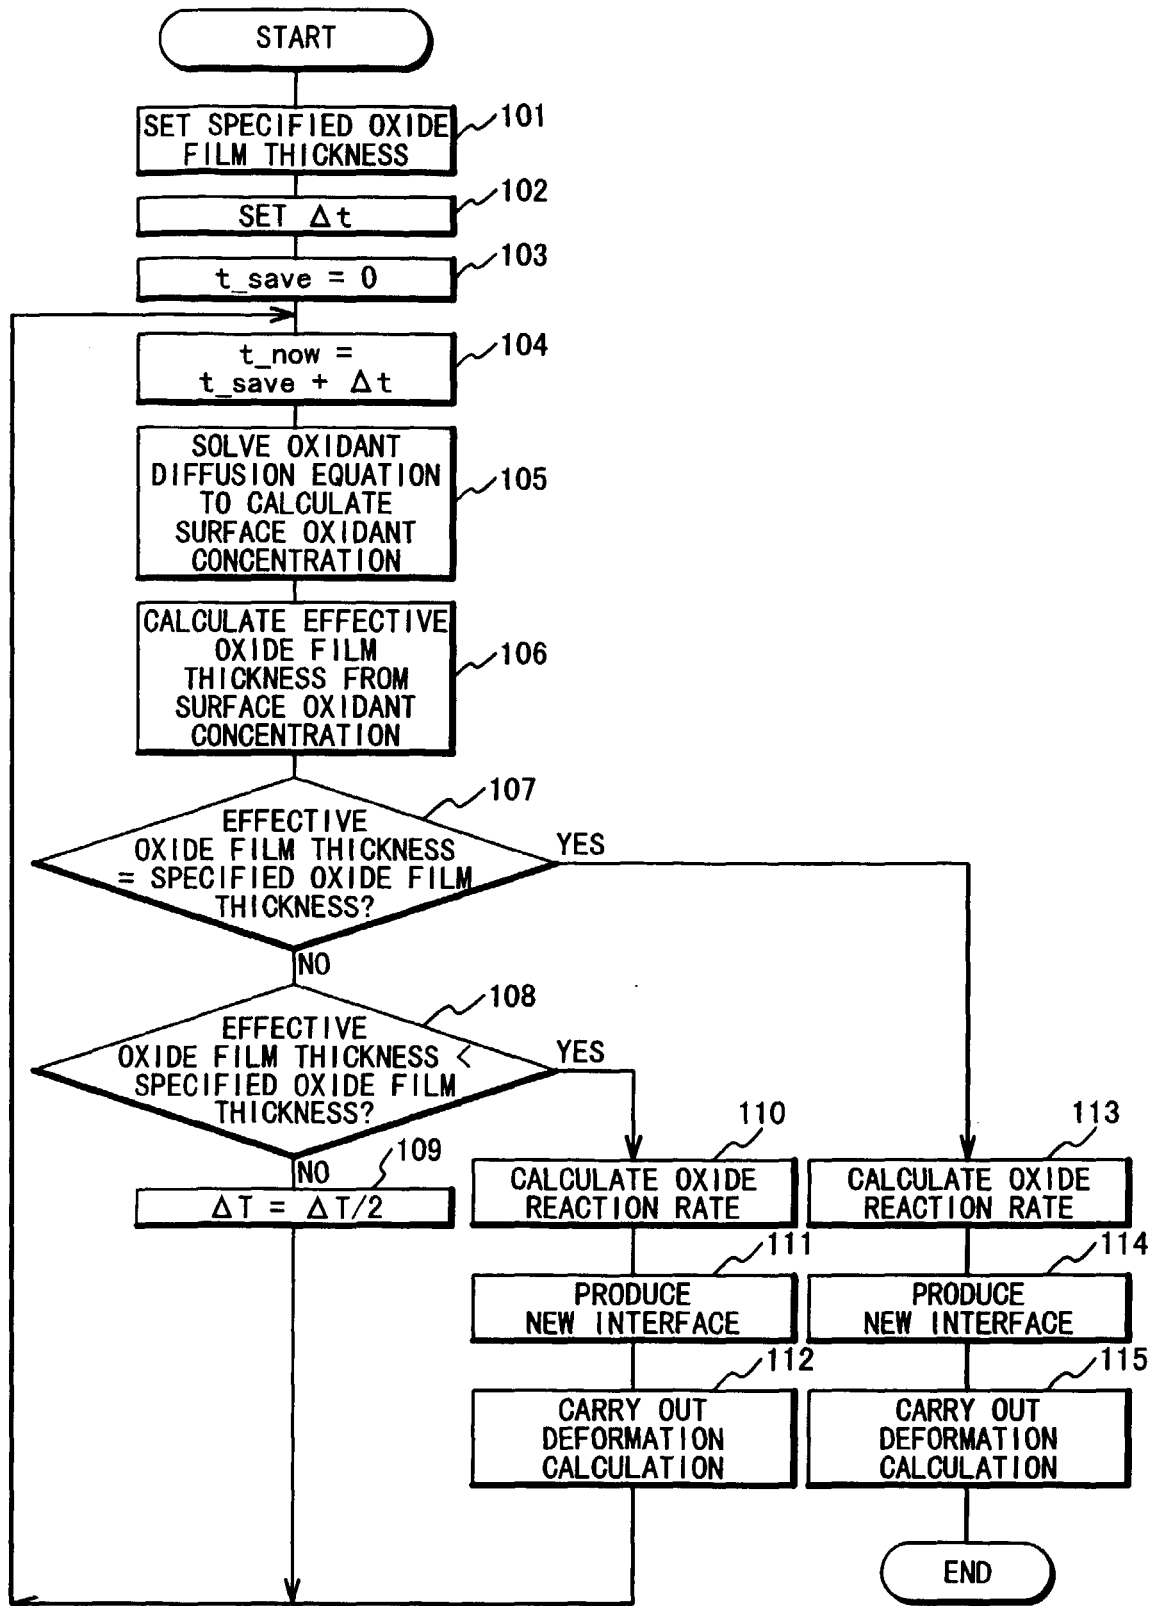 START
SET SPECIFIED OXIDE
FILM THICKNESS
101
SET Δt
102
t_save = 0
103
t_now =
t_save + Δt
104
SOLVE OXIDANT
DIFFUSION EQUATION
TO CALCULATE
SURFACE OXIDANT
CONCENTRATION
105
CALCULATE EFFECTIVE
OXIDE FILM
THICKNESS FROM
SURFACE OXIDANT
CONCENTRATION
106
107
EFFECTIVE
OXIDE FILM THICKNESS
= SPECIFIED OXIDE FILM
THICKNESS?
YES
NO
108
EFFECTIVE
OXIDE FILM THICKNESS <
SPECIFIED OXIDE FILM
THICKNESS?
YES
NO
109
ΔT = ΔT/2
110
CALCULATE OXIDE
REACTION RATE
111
PRODUCE
NEW INTERFACE
112
CARRY OUT
DEFORMATION
CALCULATION
113
CALCULATE OXIDE
REACTION RATE
114
PRODUCE
NEW INTERFACE
115
CARRY OUT
DEFORMATION
CALCULATION
END